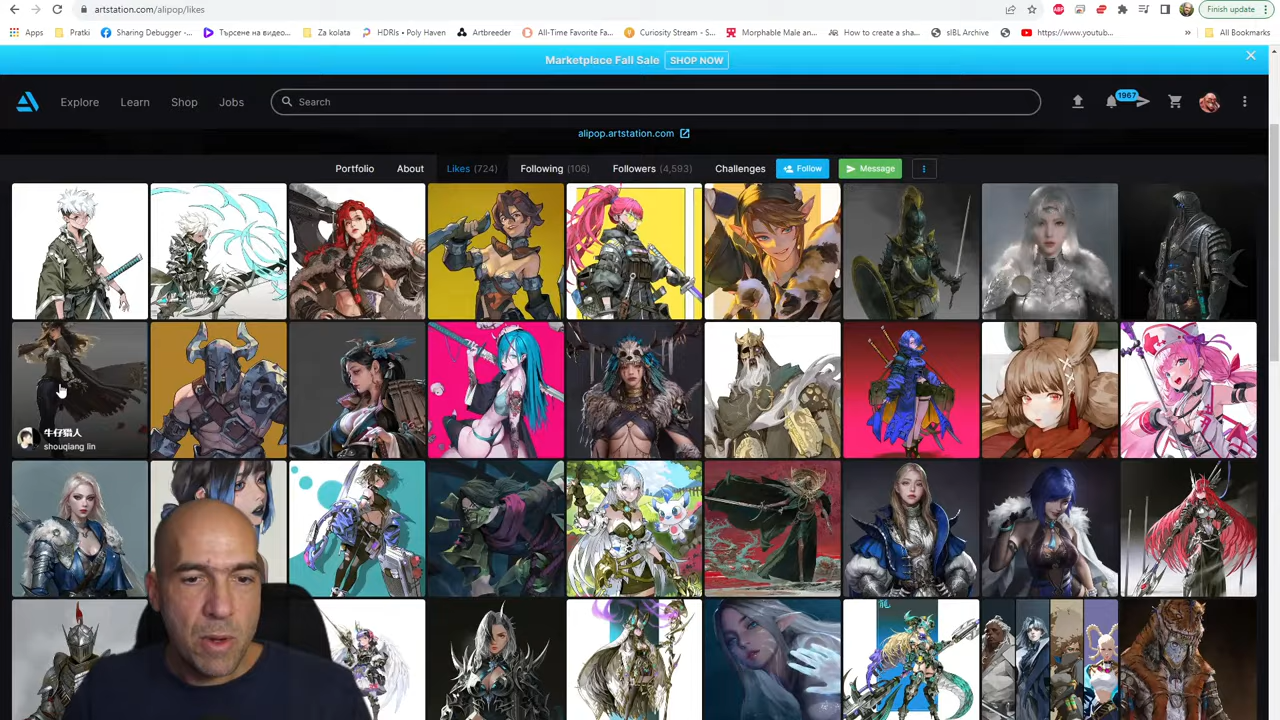 artstation.com/alipop/likes
Finish update
Apps
Pratki
Sharing Debugger -...
Търсене на видео...
Za kolata
HDRIs • Poly Haven
Artbreeder
All-Time Favorite Fa...
Curiosity Stream - S...
Morphable Male an...
How to create a sha...
sIBL Archive
https://www.youtub...
»
All Bookmarks
Marketplace Fall Sale
SHOP NOW
Explore
Learn
Shop
Jobs
Search
1967
alipop.artstation.com
Portfolio
About
Likes (724)
Following (106)
Followers (4,593)
Challenges
Follow
Message
牛仔猎人
shouqiang lin